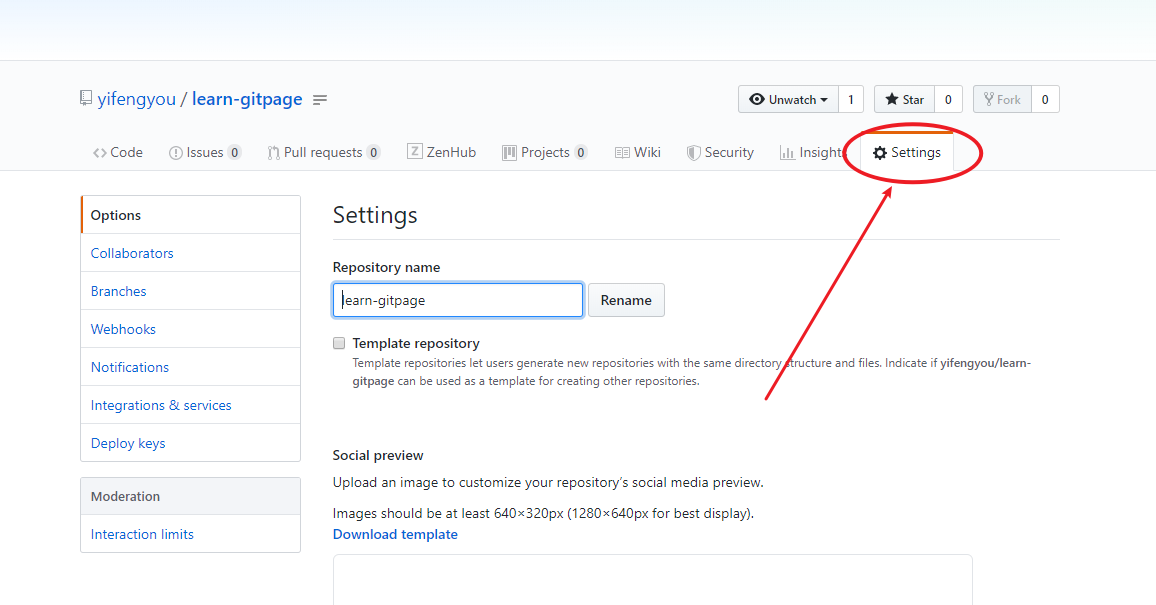 yifengyou / learn-gitpage
Unwatch 1 Star 0 Fork 0
Code Issues 0 Pull requests 0 ZenHub Projects 0 Wiki Security Insights Settings
Options
Collaborators
Branches
Webhooks
Notifications
Integrations & services
Deploy keys
Moderation
Interaction limits
Settings
Repository name
learn-gitpage Rename
Template repository
Template repositories let users generate new repositories with the same directory structure and files. Indicate if yifengyou/learn-
gitpage can be used as a template for creating other repositories.
Social preview
Upload an image to customize your repository’s social media preview.
Images should be at least 640×320px (1280×640px for best display).
Download template